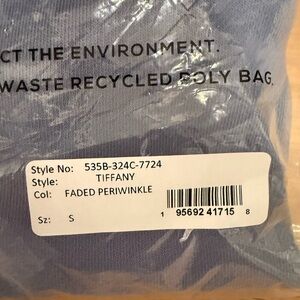 CT THE ENVIRONMENT.
WASTE RECYCLED POLY BAG.
Style No: 535B-324C-7724
Style: TIFFANY
Col: FADED PERIWINKLE
Sz: S
1 95692 41715 8